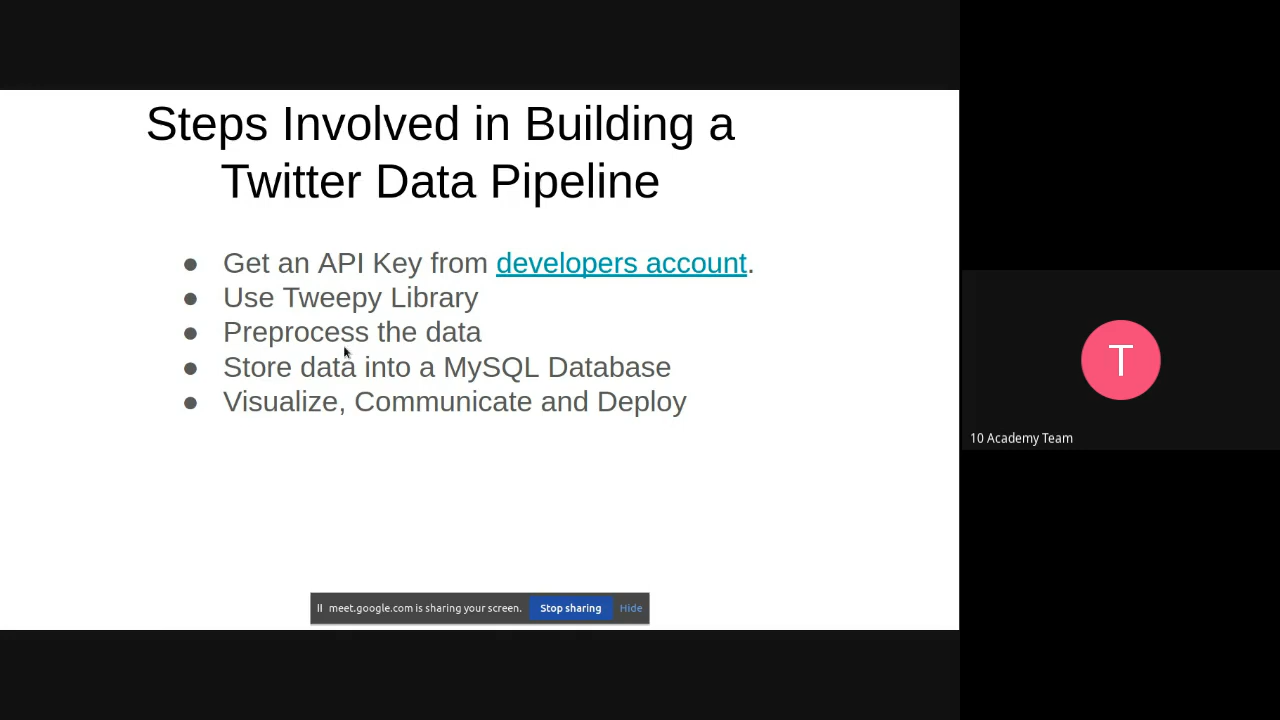 Steps Involved in Building a
Twitter Data Pipeline
● Get an API Key from developers account.
● Use Tweepy Library
● Preprocess the data
● Store data into a MySQL Database
● Visualize, Communicate and Deploy
T
10 Academy Team
meet.google.com is sharing your screen. Stop sharing Hide